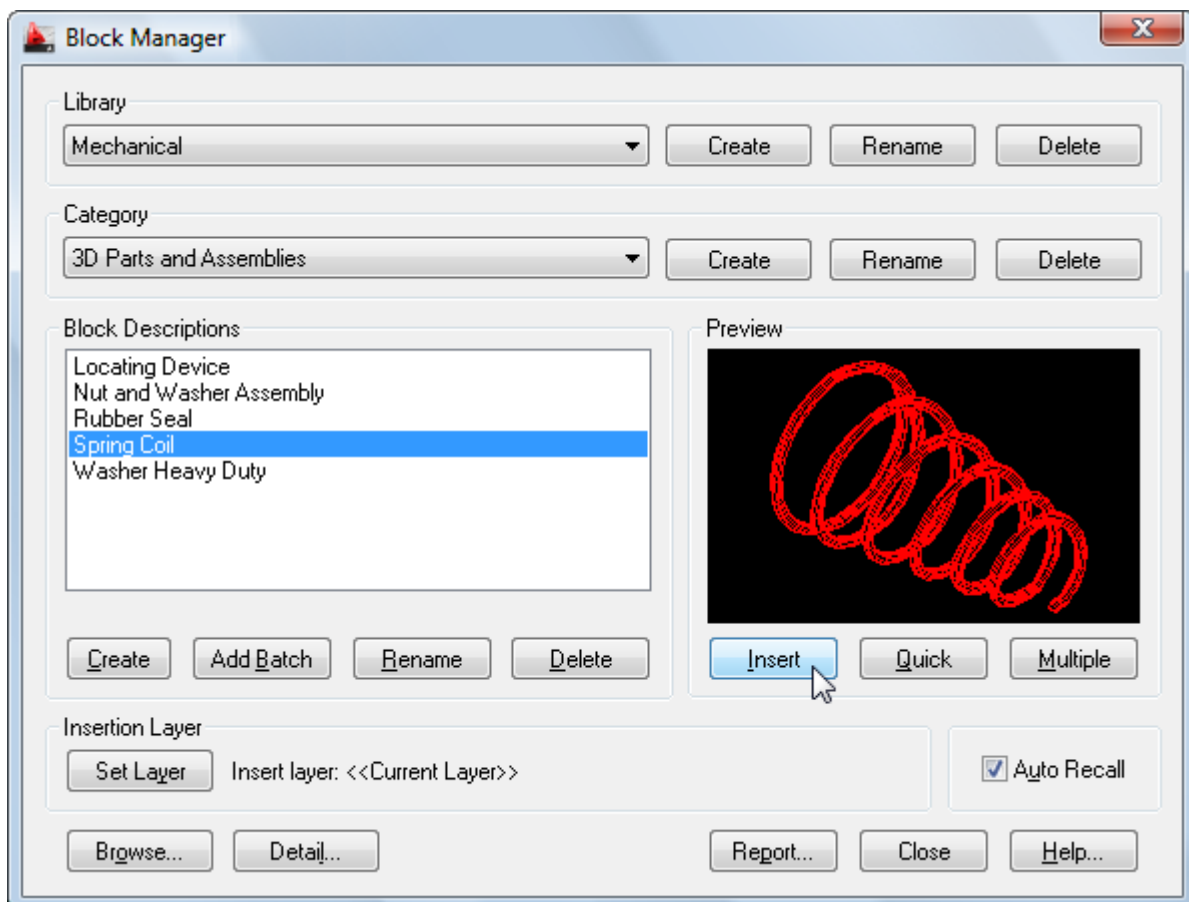 Block Manager
Library
Mechanical
Create Rename Delete
Category
3D Parts and Assemblies
Create Rename Delete
Block Descriptions
Locating Device
Nut and Washer Assembly
Rubber Seal
Spring Coil
Washer Heavy Duty
Create Add Batch Rename Delete
Preview
Insert Quick Multiple
Insertion Layer
Set Layer Insert layer: <<Current Layer>>
Auto Recall
Browse... Detail... Report... Close Help...